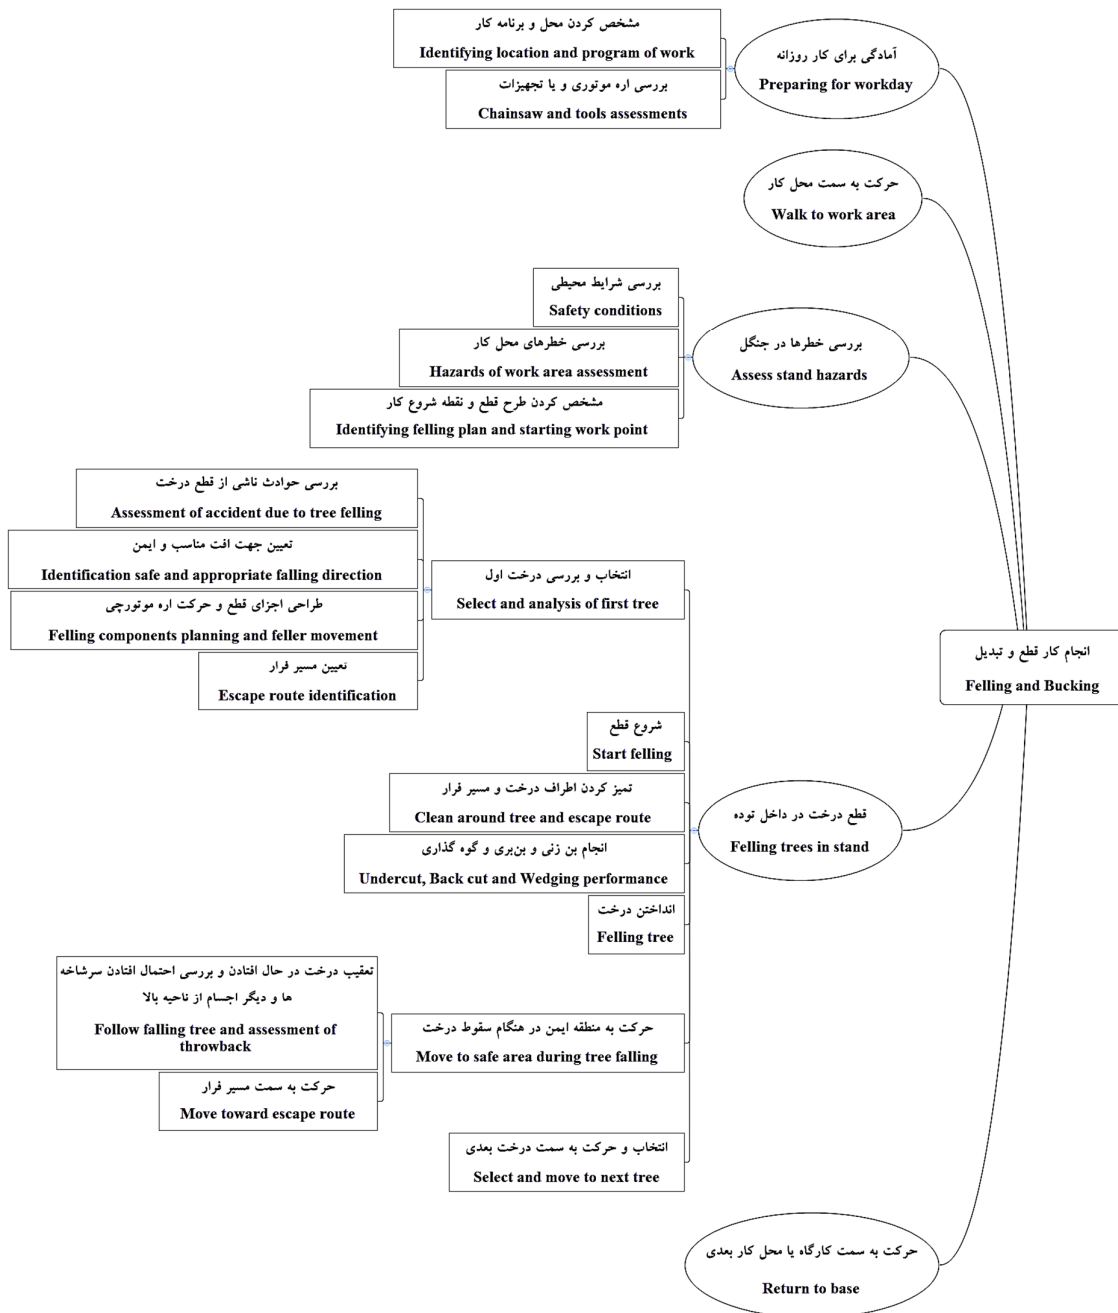 مشخص کردن محل و برنامه کار
Identifying location and program of work
بررسی اره موتوری و یا تجهیزات
Chainsaw and tools assessments
آمادگی برای کار روزانه
Preparing for workday
حرکت به سمت محل کار
Walk to work area
بررسی شرایط محیطی
Safety conditions
بررسی خطرهای محل کار
Hazards of work area assessment
مشخص کردن طرح قطع و نقطه شروع کار
Identifying felling plan and starting work point
بررسی خطرها در جنگل
Assess stand hazards
بررسی حوادث ناشی از قطع درخت
Assessment of accident due to tree felling
تعیین جهت افت مناسب و ایمن
Identification safe and appropriate falling direction
طراحی اجزای قطع و حرکت اره موتورچی
Felling components planning and feller movement
تعیین مسیر فرار
Escape route identification
انتخاب و بررسی درخت اول
Select and analysis of first tree
انجام کار قطع و تبدیل
Felling and Bucking
شروع قطع
Start felling
تمیز کردن اطراف درخت و مسیر فرار
Clean around tree and escape route
انجام بن زنی و بن‌بری و گوه گذاری
Undercut, Back cut and Wedging performance
انداختن درخت
Felling tree
قطع درخت در داخل توده
Felling trees in stand
تعقیب درخت در حال افتادن و بررسی احتمال افتادن سرشاخه
ها و دیگر اجسام از ناحیه بالا
Follow falling tree and assessment of
throwback
حرکت به سمت مسیر فرار
Move toward escape route
حرکت به منطقه ایمن در هنگام سقوط درخت
Move to safe area during tree falling
انتخاب و حرکت به سمت درخت بعدی
Select and move to next tree
حرکت به سمت کارگاه یا محل کار بعدی
Return to base